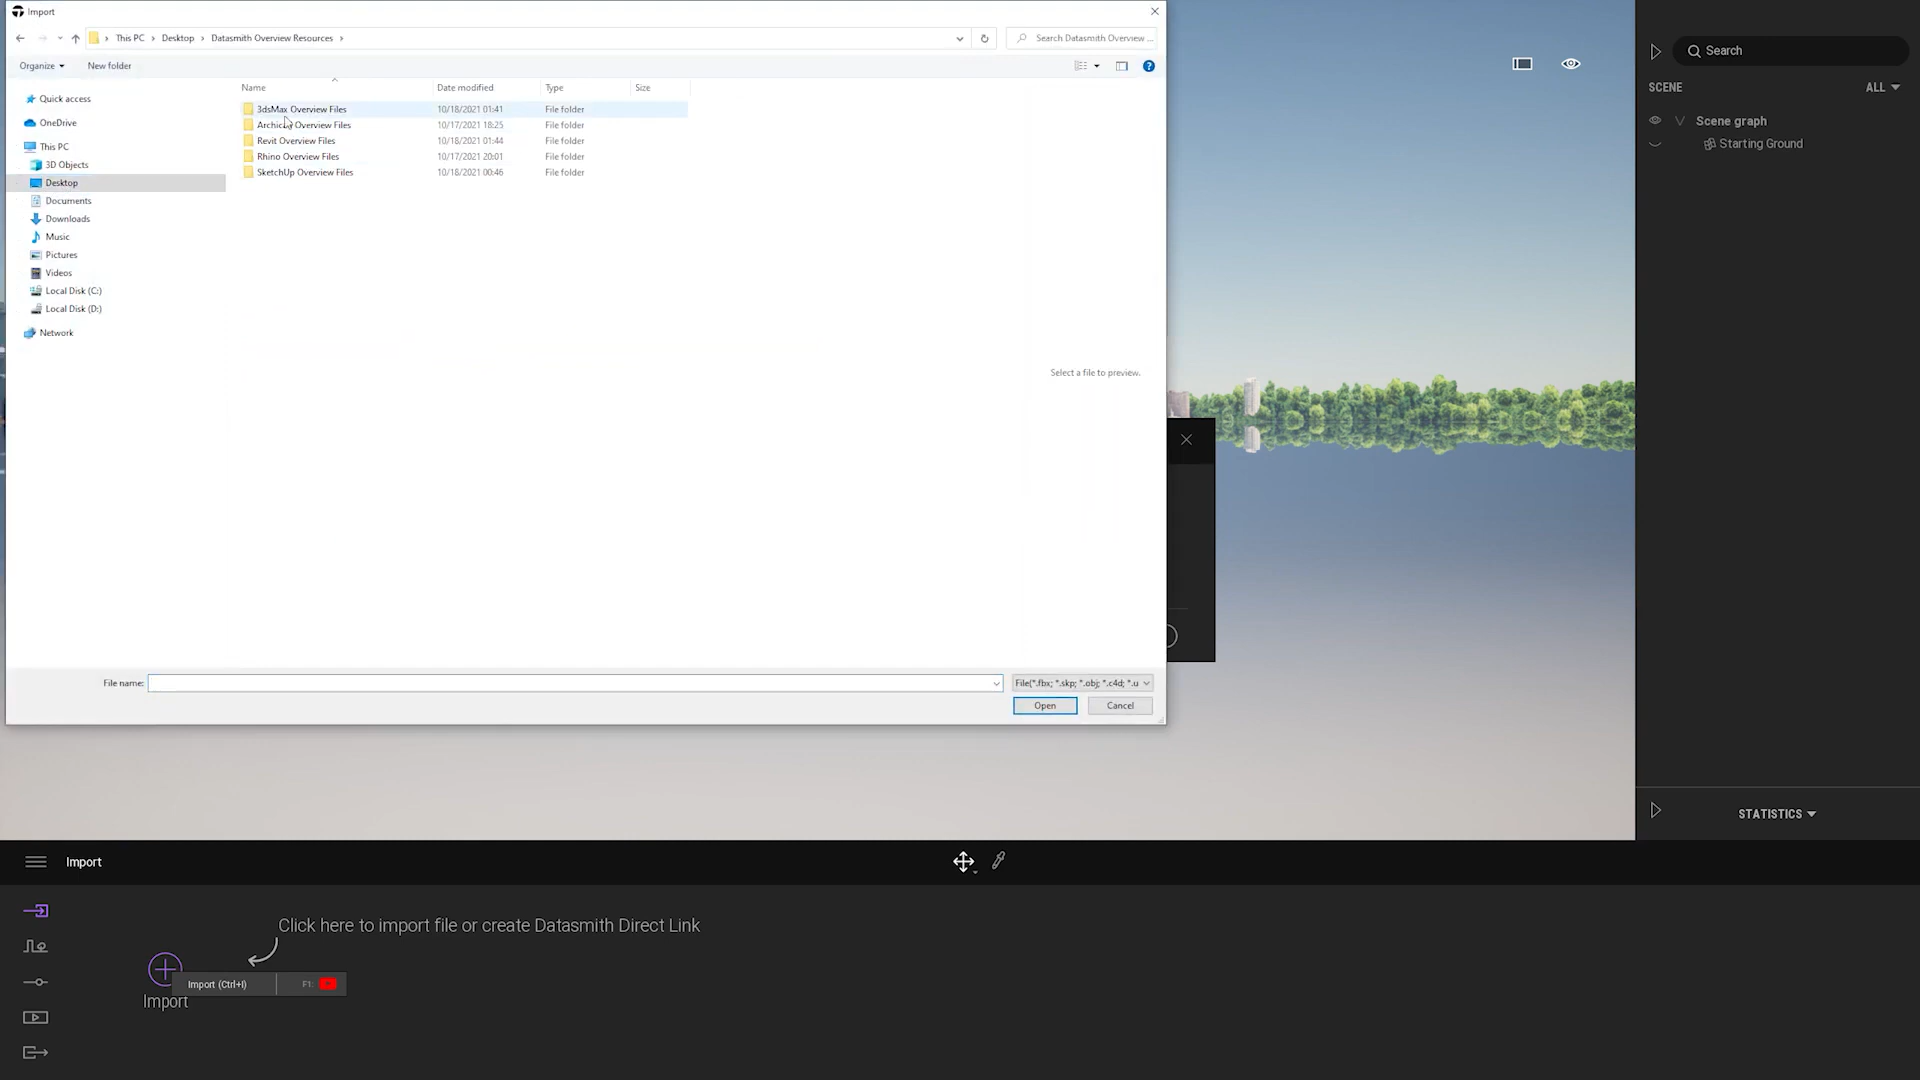 Import
This PC > Desktop > Datasmith Overview Resources >
Search Datasmith Overview ...
Organize
New folder
Search
SCENE
ALL
Scene graph
Starting Ground
Quick access
OneDrive
This PC
3D Objects
Desktop
Documents
Downloads
Music
Pictures
Videos
Local Disk (C:)
Local Disk (D:)
Network
Name Date modified Type Size
3dsMax Overview Files 10/18/2021 01:41 File folder
Archicad Overview Files 10/17/2021 18:25 File folder
Revit Overview Files 10/18/2021 01:44 File folder
Rhino Overview Files 10/17/2021 20:01 File folder
SketchUp Overview Files 10/18/2021 00:46 File folder
Select a file to preview.
File name:
File(*.fbx; *.skp; *.obj; *.c4d; *.u
Open
Cancel
STATISTICS
Import
Click here to import file or create Datasmith Direct Link
Import (Ctrl+I)
F1:
Import